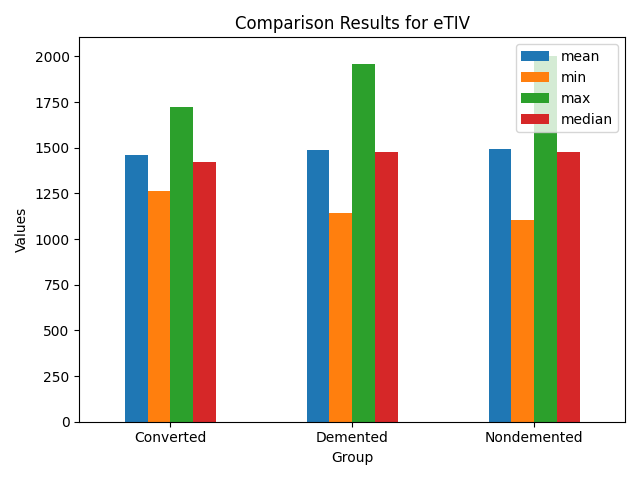 Comparison Results for eTIV
mean
min
max
median
2000
1750
1500
1250
1000
750
500
250
0
Values
Converted
Demented
Nondemented
Group